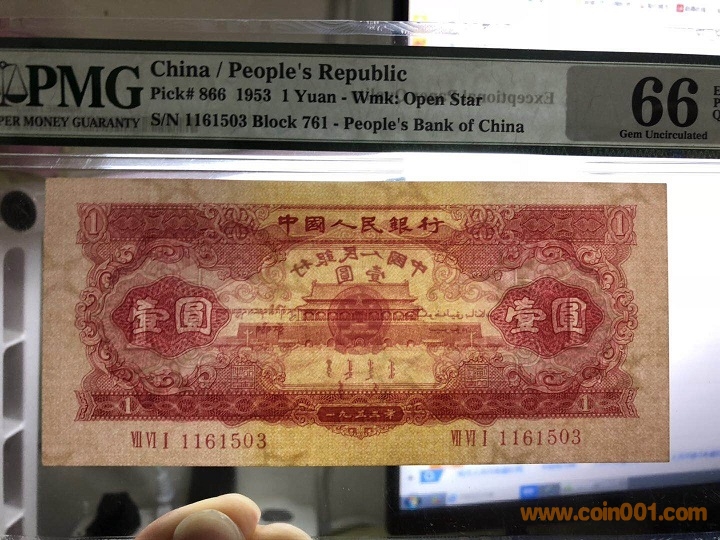 PMG
PER MONEY GUARANTY
China / People's Republic
Pick# 866 1953 1 Yuan - Wmk: Open Star
S/N 1161503 Block 761 - People's Bank of China
66
Gem Uncirculated
E
P
Q
1
中國人民銀行
1
中國人民銀行
壹圓
壹圓
壹圓
1
一九五三年
1
VII VI I 1161503
VII VI I 1161503
www.coin001.com